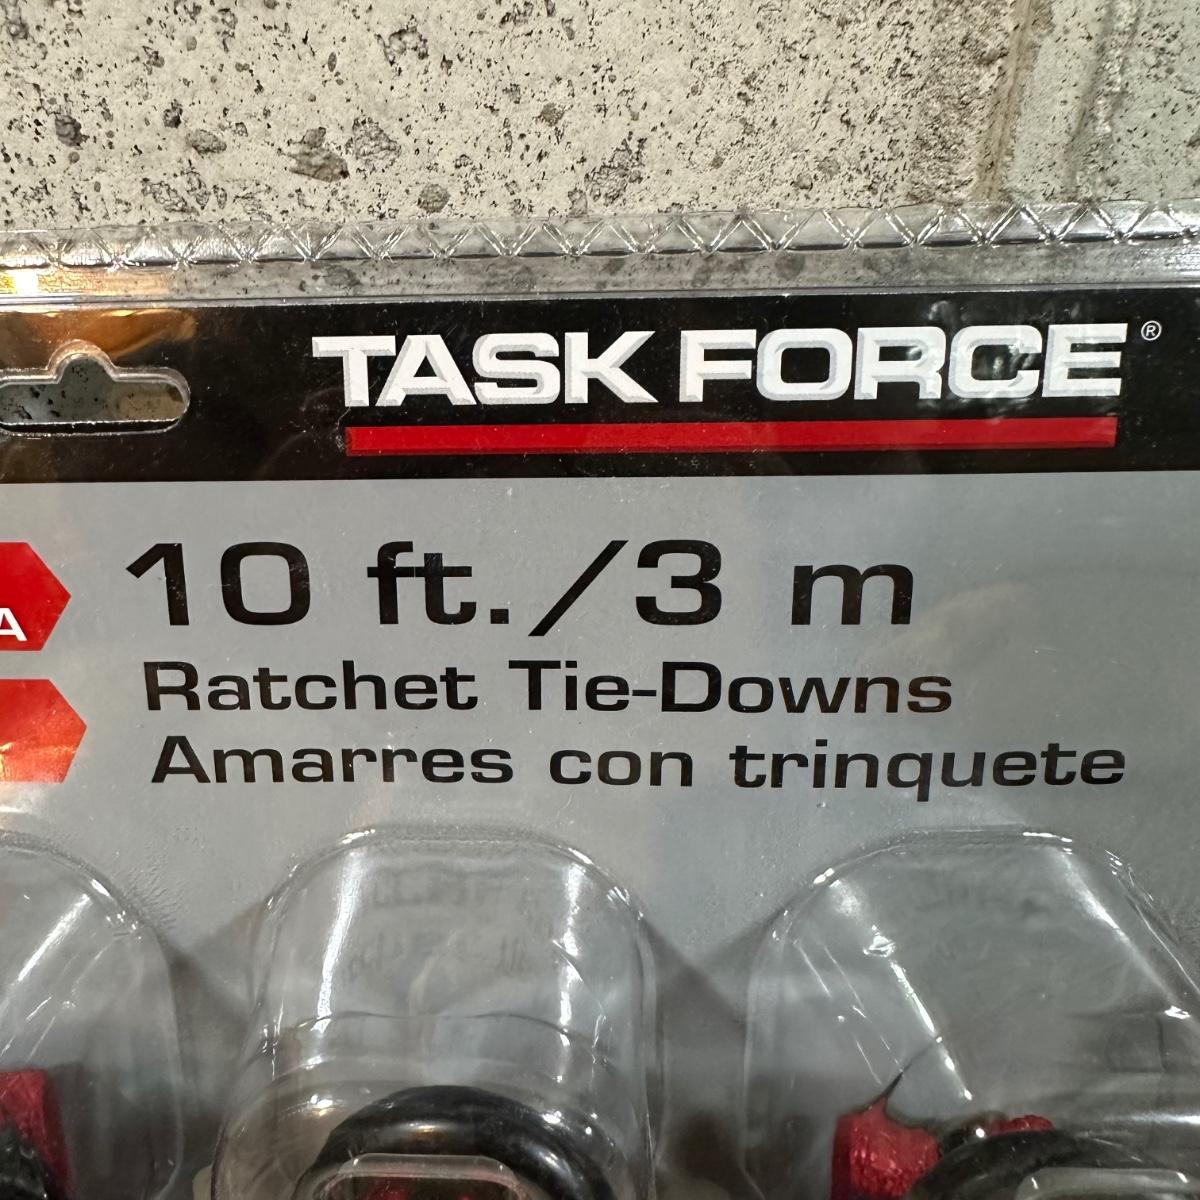 TASK FORCE®
10 ft./3 m
A
Ratchet Tie-Downs
Amarres con trinquete